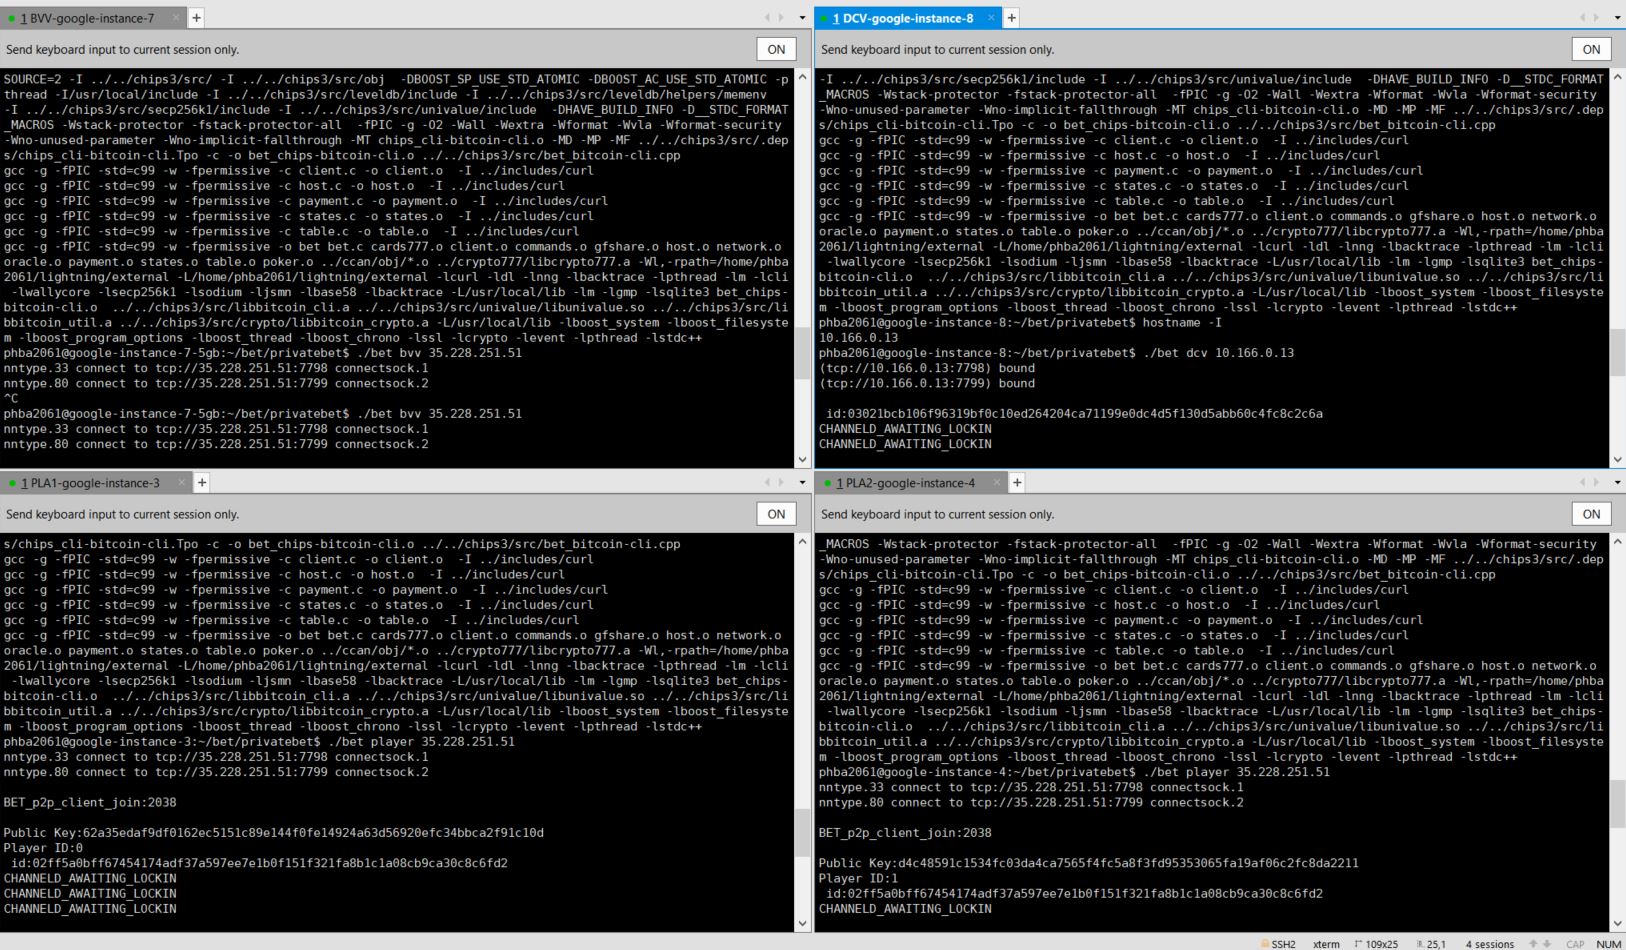 1 BVV-google-instance-7 × +
Send keyboard input to current session only. ON
SOURCE=2 -I ../../chips3/src/ -I ../../chips3/src/obj  -DBOOST_SP_USE_STD_ATOMIC -DBOOST_AC_USE_STD_ATOMIC -p
thread -I/usr/local/include -I ../../chips3/src/leveldb/include -I ../../chips3/src/leveldb/helpers/memenv
-I ../../chips3/src/secp256k1/include -I ../../chips3/src/univalue/include  -DHAVE_BUILD_INFO -D__STDC_FORMAT
_MACROS -Wstack-protector -fstack-protector-all  -fPIC -g -O2 -Wall -Wextra -Wformat -Wvla -Wformat-security
-Wno-unused-parameter -Wno-implicit-fallthrough -MT chips_cli-bitcoin-cli.o -MD -MP -MF ../../chips3/src/.dep
s/chips_cli-bitcoin-cli.Tpo -c -o bet_chips-bitcoin-cli.o ../../chips3/src/bet_bitcoin-cli.cpp
gcc -g -fPIC -std=c99 -w -fpermissive -c client.c -o client.o  -I ../includes/curl
gcc -g -fPIC -std=c99 -w -fpermissive -c host.c -o host.o  -I ../includes/curl
gcc -g -fPIC -std=c99 -w -fpermissive -c payment.c -o payment.o  -I ../includes/curl
gcc -g -fPIC -std=c99 -w -fpermissive -c states.c -o states.o  -I ../includes/curl
gcc -g -fPIC -std=c99 -w -fpermissive -c table.c -o table.o  -I ../includes/curl
gcc -g -fPIC -std=c99 -w -fpermissive -o bet bet.c cards777.o client.o commands.o gfshare.o host.o network.o
oracle.o payment.o states.o table.o poker.o ../ccan/obj/*.o ../crypto777/libcrypto777.a -Wl,-rpath=/home/phba
2061/lightning/external -L/home/phba2061/lightning/external -lcurl -ldl -lnng -lbacktrace -lpthread -lm -lcli
-lwallycore -lsecp256k1 -lsodium -ljsmn -lbase58 -lbacktrace -L/usr/local/lib -lm -lgmp -lsqlite3 bet_chips-
bitcoin-cli.o  ../../chips3/src/libbitcoin_cli.a ../../chips3/src/univalue/libunivalue.so ../../chips3/src/li
bbitcoin_util.a ../../chips3/src/crypto/libbitcoin_crypto.a -L/usr/local/lib -lboost_system -lboost_filesyste
m -lboost_program_options -lboost_thread -lboost_chrono -lssl -lcrypto -levent -lpthread -lstdc++
phba2061@google-instance-7-5gb:~/bet/privatebet$ ./bet bvv 35.228.251.51
nntype.33 connect to tcp://35.228.251.51:7798 connectsock.1
nntype.80 connect to tcp://35.228.251.51:7799 connectsock.2
^C
phba2061@google-instance-7-5gb:~/bet/privatebet$ ./bet bvv 35.228.251.51
nntype.33 connect to tcp://35.228.251.51:7798 connectsock.1
nntype.80 connect to tcp://35.228.251.51:7799 connectsock.2
1 DCV-google-instance-8 × +
Send keyboard input to current session only. ON
-I ../../chips3/src/secp256k1/include -I ../../chips3/src/univalue/include  -DHAVE_BUILD_INFO -D__STDC_FORMAT
_MACROS -Wstack-protector -fstack-protector-all  -fPIC -g -O2 -Wall -Wextra -Wformat -Wvla -Wformat-security
-Wno-unused-parameter -Wno-implicit-fallthrough -MT chips_cli-bitcoin-cli.o -MD -MP -MF ../../chips3/src/.dep
s/chips_cli-bitcoin-cli.Tpo -c -o bet_chips-bitcoin-cli.o ../../chips3/src/bet_bitcoin-cli.cpp
gcc -g -fPIC -std=c99 -w -fpermissive -c client.c -o client.o  -I ../includes/curl
gcc -g -fPIC -std=c99 -w -fpermissive -c host.c -o host.o  -I ../includes/curl
gcc -g -fPIC -std=c99 -w -fpermissive -c payment.c -o payment.o  -I ../includes/curl
gcc -g -fPIC -std=c99 -w -fpermissive -c states.c -o states.o  -I ../includes/curl
gcc -g -fPIC -std=c99 -w -fpermissive -c table.c -o table.o  -I ../includes/curl
gcc -g -fPIC -std=c99 -w -fpermissive -o bet bet.c cards777.o client.o commands.o gfshare.o host.o network.o
oracle.o payment.o states.o table.o poker.o ../ccan/obj/*.o ../crypto777/libcrypto777.a -Wl,-rpath=/home/phba
2061/lightning/external -L/home/phba2061/lightning/external -lcurl -ldl -lnng -lbacktrace -lpthread -lm -lcli
-lwallycore -lsecp256k1 -lsodium -ljsmn -lbase58 -lbacktrace -L/usr/local/lib -lm -lgmp -lsqlite3 bet_chips-
bitcoin-cli.o  ../../chips3/src/libbitcoin_cli.a ../../chips3/src/univalue/libunivalue.so ../../chips3/src/li
bbitcoin_util.a ../../chips3/src/crypto/libbitcoin_crypto.a -L/usr/local/lib -lboost_system -lboost_filesyste
m -lboost_program_options -lboost_thread -lboost_chrono -lssl -lcrypto -levent -lpthread -lstdc++
phba2061@google-instance-8:~/bet/privatebet$ hostname -I
10.166.0.13
phba2061@google-instance-8:~/bet/privatebet$ ./bet dcv 10.166.0.13
(tcp://10.166.0.13:7798) bound
(tcp://10.166.0.13:7799) bound
id:03021bcb106f96319bf0c10ed264204ca71199e0dc4d5f130d5abb60c4fc8c2c6a
CHANNELD_AWAITING_LOCKIN
CHANNELD_AWAITING_LOCKIN
1 PLA1-google-instance-3 × +
Send keyboard input to current session only. ON
s/chips_cli-bitcoin-cli.Tpo -c -o bet_chips-bitcoin-cli.o ../../chips3/src/bet_bitcoin-cli.cpp
gcc -g -fPIC -std=c99 -w -fpermissive -c client.c -o client.o  -I ../includes/curl
gcc -g -fPIC -std=c99 -w -fpermissive -c host.c -o host.o  -I ../includes/curl
gcc -g -fPIC -std=c99 -w -fpermissive -c payment.c -o payment.o  -I ../includes/curl
gcc -g -fPIC -std=c99 -w -fpermissive -c states.c -o states.o  -I ../includes/curl
gcc -g -fPIC -std=c99 -w -fpermissive -c table.c -o table.o  -I ../includes/curl
gcc -g -fPIC -std=c99 -w -fpermissive -o bet bet.c cards777.o client.o commands.o gfshare.o host.o network.o
oracle.o payment.o states.o table.o poker.o ../ccan/obj/*.o ../crypto777/libcrypto777.a -Wl,-rpath=/home/phba
2061/lightning/external -L/home/phba2061/lightning/external -lcurl -ldl -lnng -lbacktrace -lpthread -lm -lcli
-lwallycore -lsecp256k1 -lsodium -ljsmn -lbase58 -lbacktrace -L/usr/local/lib -lm -lgmp -lsqlite3 bet_chips-
bitcoin-cli.o  ../../chips3/src/libbitcoin_cli.a ../../chips3/src/univalue/libunivalue.so ../../chips3/src/li
bbitcoin_util.a ../../chips3/src/crypto/libbitcoin_crypto.a -L/usr/local/lib -lboost_system -lboost_filesyste
m -lboost_program_options -lboost_thread -lboost_chrono -lssl -lcrypto -levent -lpthread -lstdc++
phba2061@google-instance-3:~/bet/privatebet$ ./bet player 35.228.251.51
nntype.33 connect to tcp://35.228.251.51:7798 connectsock.1
nntype.80 connect to tcp://35.228.251.51:7799 connectsock.2
BET_p2p_client_join:2038
Public Key:62a35edaf9df0162ec5151c89e144f0fe14924a63d56920efc34bbca2f91c10d
Player ID:0
id:02ff5a0bff67454174adf37a597ee7e1b0f151f321fa8b1c1a08cb9ca30c8c6fd2
CHANNELD_AWAITING_LOCKIN
CHANNELD_AWAITING_LOCKIN
CHANNELD_AWAITING_LOCKIN
1 PLA2-google-instance-4 × +
Send keyboard input to current session only. ON
_MACROS -Wstack-protector -fstack-protector-all  -fPIC -g -O2 -Wall -Wextra -Wformat -Wvla -Wformat-security
-Wno-unused-parameter -Wno-implicit-fallthrough -MT chips_cli-bitcoin-cli.o -MD -MP -MF ../../chips3/src/.dep
s/chips_cli-bitcoin-cli.Tpo -c -o bet_chips-bitcoin-cli.o ../../chips3/src/bet_bitcoin-cli.cpp
gcc -g -fPIC -std=c99 -w -fpermissive -c client.c -o client.o  -I ../includes/curl
gcc -g -fPIC -std=c99 -w -fpermissive -c host.c -o host.o  -I ../includes/curl
gcc -g -fPIC -std=c99 -w -fpermissive -c payment.c -o payment.o  -I ../includes/curl
gcc -g -fPIC -std=c99 -w -fpermissive -c states.c -o states.o  -I ../includes/curl
gcc -g -fPIC -std=c99 -w -fpermissive -c table.c -o table.o  -I ../includes/curl
gcc -g -fPIC -std=c99 -w -fpermissive -o bet bet.c cards777.o client.o commands.o gfshare.o host.o network.o
oracle.o payment.o states.o table.o poker.o ../ccan/obj/*.o ../crypto777/libcrypto777.a -Wl,-rpath=/home/phba
2061/lightning/external -L/home/phba2061/lightning/external -lcurl -ldl -lnng -lbacktrace -lpthread -lm -lcli
-lwallycore -lsecp256k1 -lsodium -ljsmn -lbase58 -lbacktrace -L/usr/local/lib -lm -lgmp -lsqlite3 bet_chips-
bitcoin-cli.o  ../../chips3/src/libbitcoin_cli.a ../../chips3/src/univalue/libunivalue.so ../../chips3/src/li
bbitcoin_util.a ../../chips3/src/crypto/libbitcoin_crypto.a -L/usr/local/lib -lboost_system -lboost_filesyste
m -lboost_program_options -lboost_thread -lboost_chrono -lssl -lcrypto -levent -lpthread -lstdc++
phba2061@google-instance-4:~/bet/privatebet$ ./bet player 35.228.251.51
nntype.33 connect to tcp://35.228.251.51:7798 connectsock.1
nntype.80 connect to tcp://35.228.251.51:7799 connectsock.2
BET_p2p_client_join:2038
Public Key:d4c48591c1534fc03da4ca7565f4fc5a8f3fd95353065fa19af06c2fc8da2211
Player ID:1
id:02ff5a0bff67454174adf37a597ee7e1b0f151f321fa8b1c1a08cb9ca30c8c6fd2
CHANNELD_AWAITING_LOCKIN
SSH2 xterm 109x25 25,1 4 sessions CAP NUM